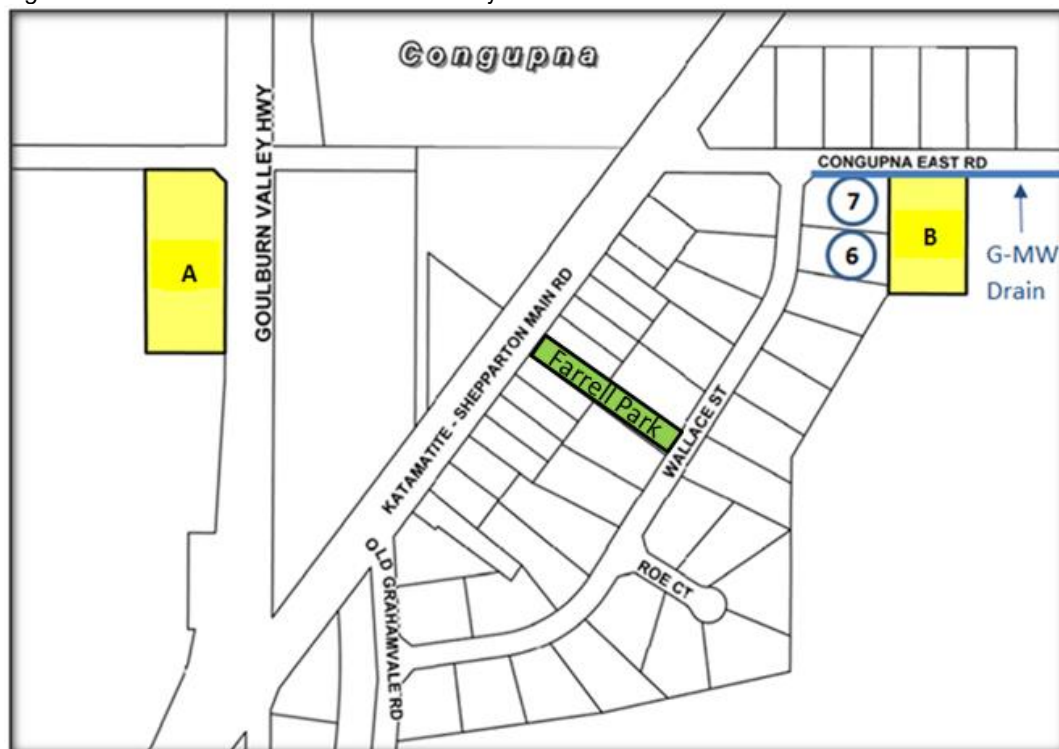 Congupna
GOULBURN VALLEY HWY
CONGUPNA EAST RD
7
B
6
A
G-MW
Drain
KATAMATITE - SHEPPARTON MAIN RD
Farrell Park
WALLACE ST
ROE CT
OLD GRAHAMVALE RD